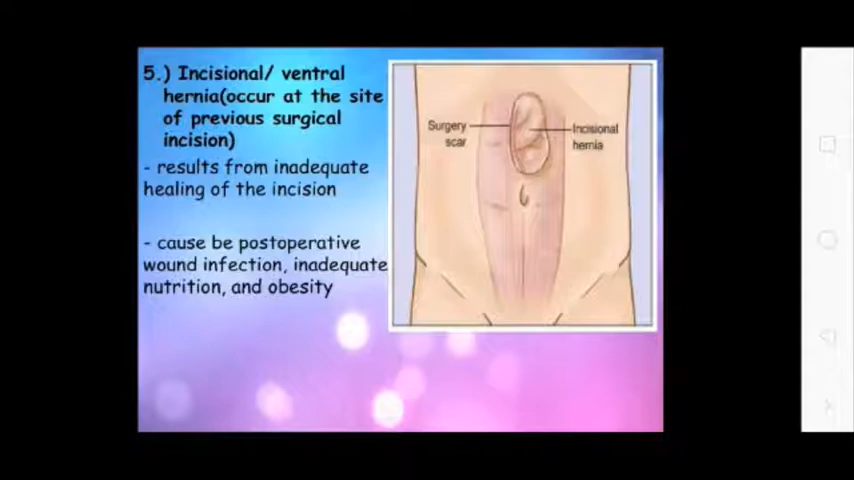 5.) Incisional/ ventral
hernia(occur at the site
of previous surgical
incision)
- results from inadequate
healing of the incision
- cause be postoperative
wound infection, inadequate
nutrition, and obesity
Surgery
scar
Incisional
hernia